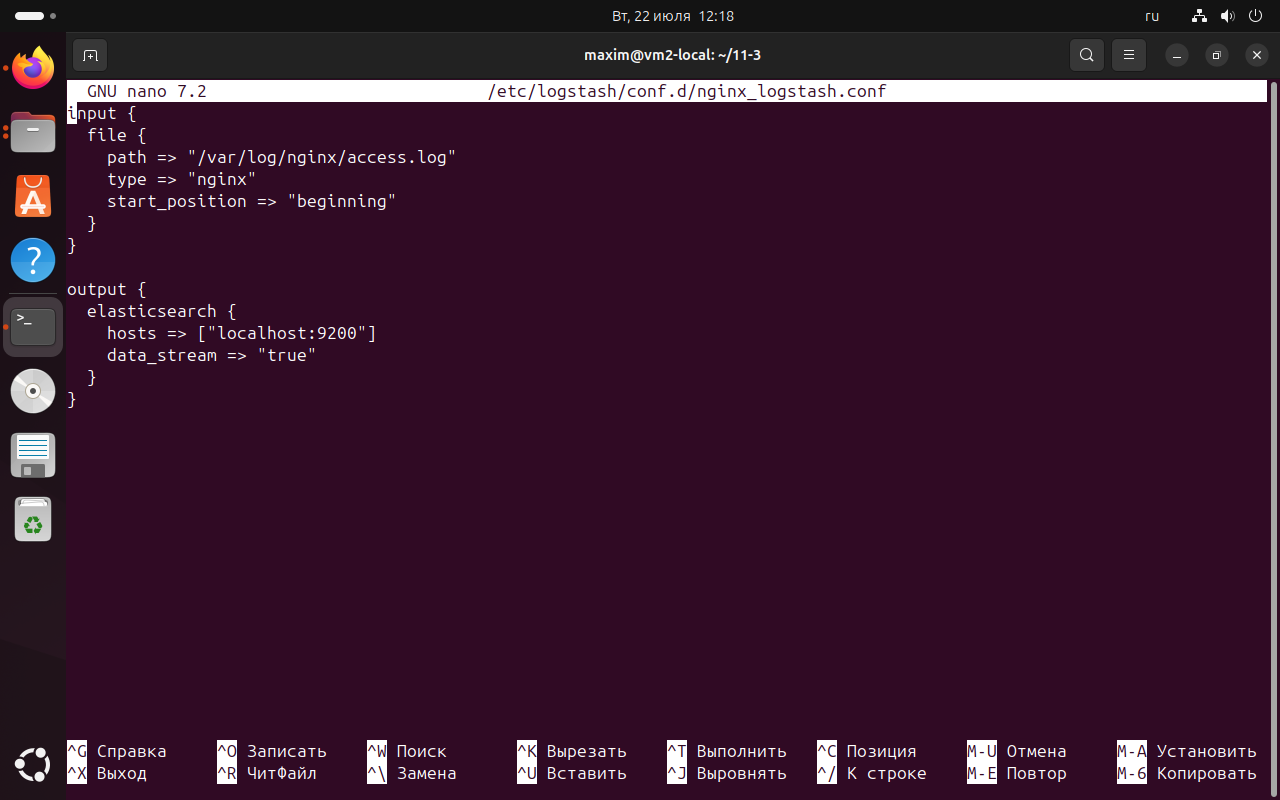 Вт, 22 июля 12:18
ru
maxim@vm2-local: ~/11-3
GNU nano 7.2 /etc/logstash/conf.d/nginx_logstash.conf
input {
  file {
    path => "/var/log/nginx/access.log"
    type => "nginx"
    start_position => "beginning"
  }
}

output {
  elasticsearch {
    hosts => ["localhost:9200"]
    data_stream => "true"
  }
}
^G Справка ^O Записать ^W Поиск ^K Вырезать ^T Выполнить ^C Позиция M-U Отмена M-A Установить
^X Выход ^R ЧитФайл ^\ Замена ^U Вставить ^J Выровнять ^/ К строке M-E Повтор M-6 Копировать